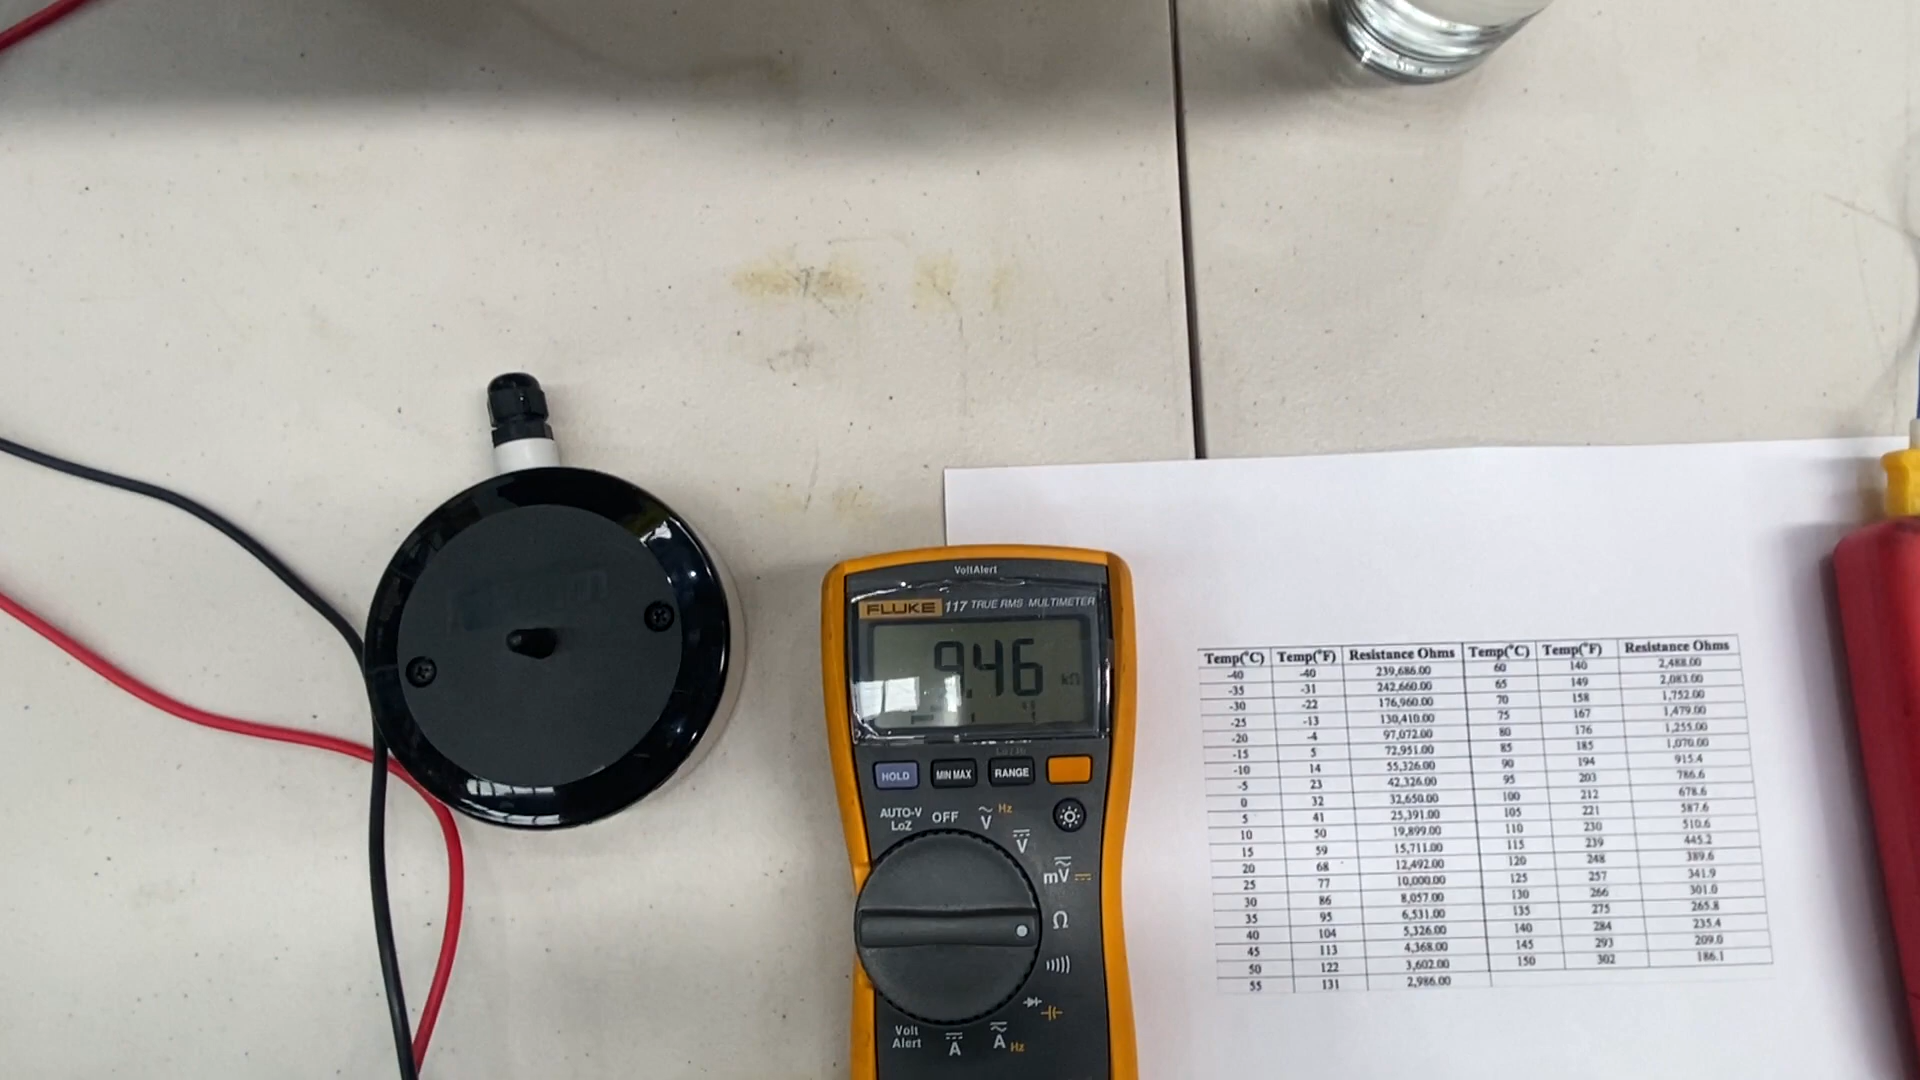 VoltAlert
FLUKE 117 TRUE RMS MULTIMETER
9.46 kΩ
HOLD MIN MAX RANGE
AUTO-V LoZ OFF V Hz
V
mV
Ω
Volt Alert A A Hz
Temp(°C) Temp(°F) Resistance Ohms Temp(°C) Temp(°F) Resistance Ohms
-40 -40 239,686.00 60 140 2,488.00
-35 -31 242,660.00 65 149 2,083.00
-30 -22 176,960.00 70 158 1,752.00
-25 -13 130,410.00 75 167 1,479.00
-20 -4 97,072.00 80 176 1,255.00
-15 5 72,951.00 85 185 1,070.00
-10 14 55,326.00 90 194 915.4
-5 23 42,326.00 95 203 786.6
0 32 32,650.00 100 212 678.6
5 41 25,391.00 105 221 587.6
10 50 19,899.00 110 230 510.6
15 59 15,711.00 115 239 445.2
20 68 12,492.00 120 248 389.6
25 77 10,000.00 125 257 341.9
30 86 8,057.00 130 266 301.0
35 95 6,531.00 135 275 265.8
40 104 5,326.00 140 284 235.4
45 113 4,368.00 145 293 209.0
50 122 3,602.00 150 302 186.1
55 131 2,986.00